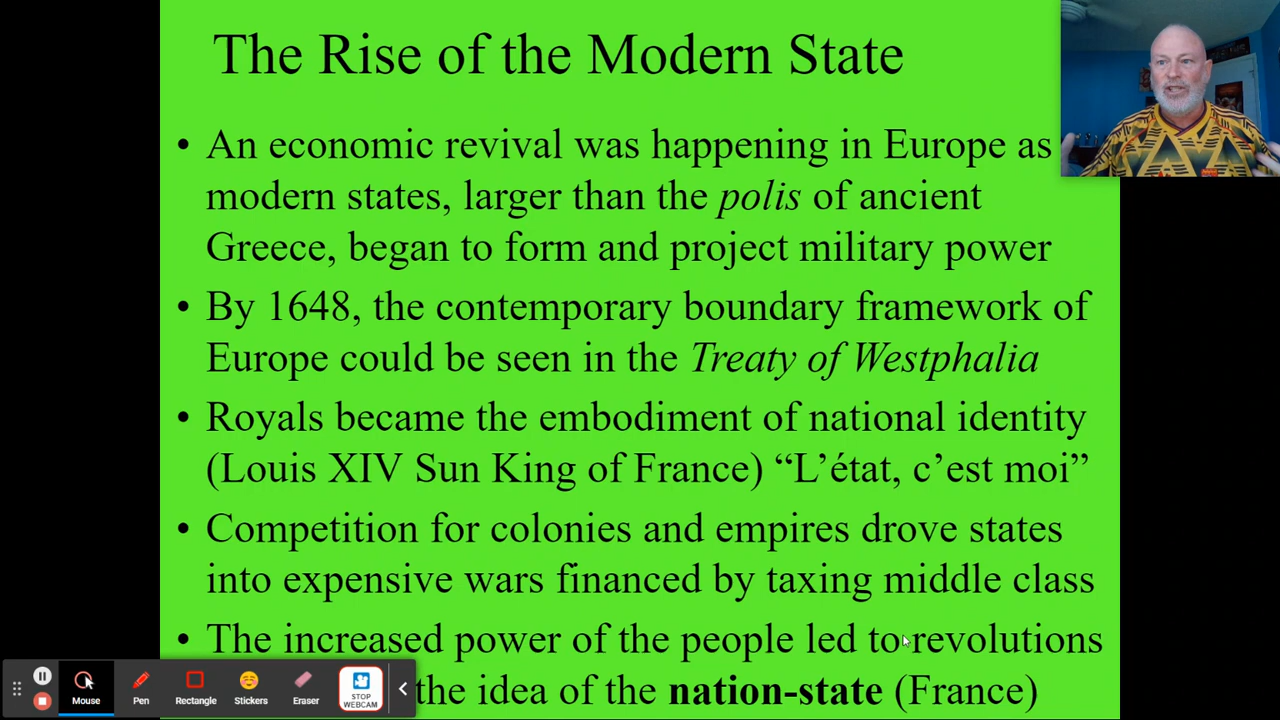 The Rise of the Modern State
• An economic revival was happening in Europe as
modern states, larger than the polis of ancient
Greece, began to form and project military power
• By 1648, the contemporary boundary framework of
Europe could be seen in the Treaty of Westphalia
• Royals became the embodiment of national identity
(Louis XIV Sun King of France) “L’état, c’est moi”
• Competition for colonies and empires drove states
into expensive wars financed by taxing middle class
• The increased power of the people led to revolutions
the idea of the nation-state (France)
Mouse Pen Rectangle Stickers Eraser STOP WEBCAM